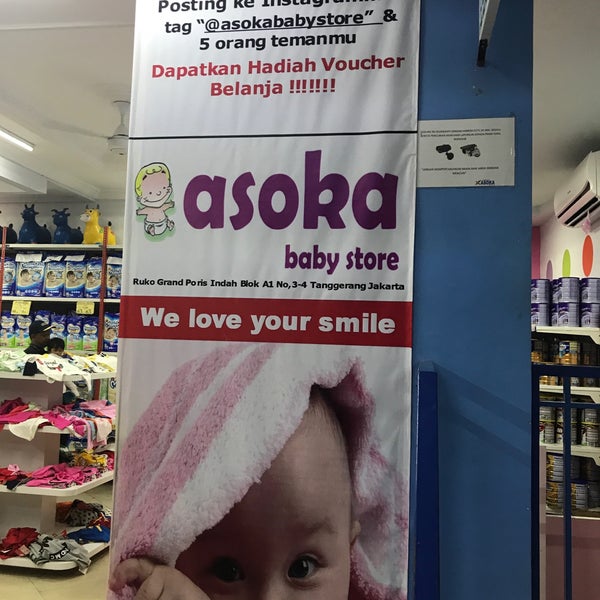 Posting ke Instagram
tag “@asokababystore” &
5 orang temanmu
Dapatkan Hadiah Voucher
Belanja !!!!!!!
asoka
baby store
Ruko Grand Poris Indah Blok A1 No,3-4 Tanggerang Jakarta
We love your smile